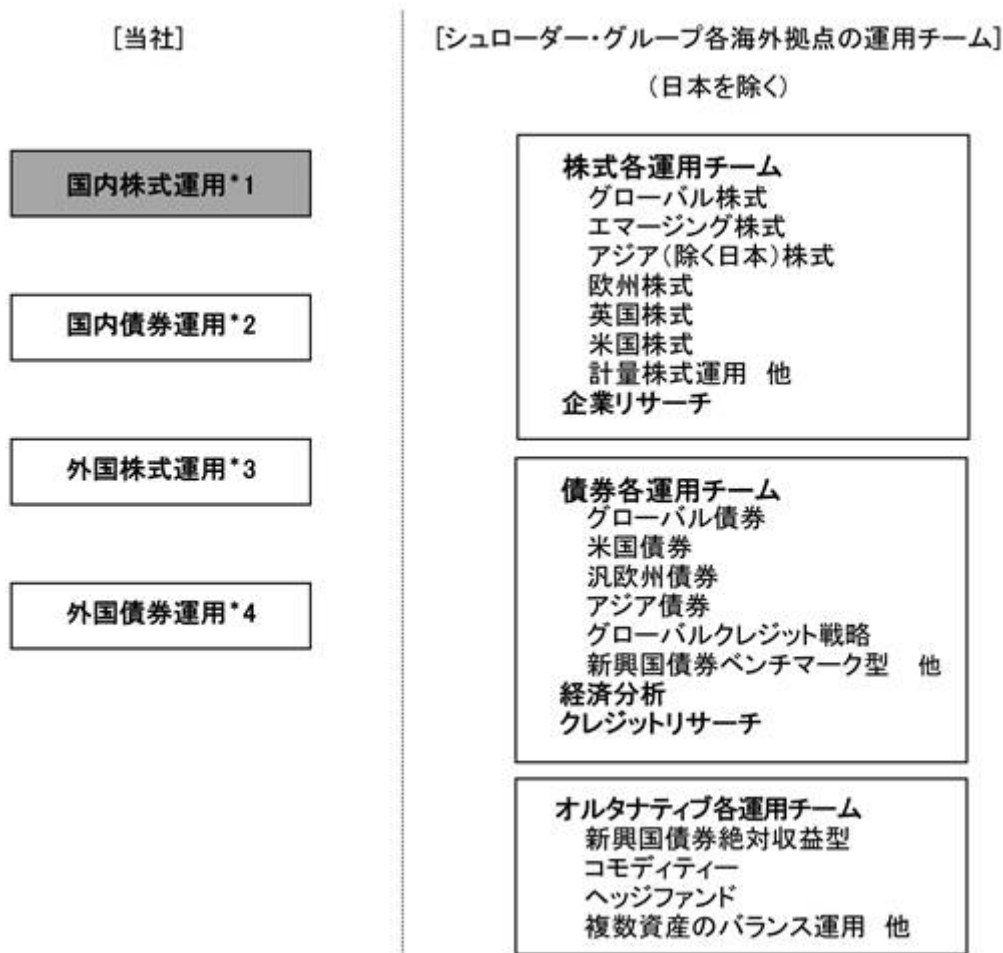 [当社]
国内株式運用*1
国内債券運用*2
外国株式運用*3
外国債券運用*4
[シュローダー・グループ各海外拠点の運用チーム]
(日本を除く)
株式各運用チーム
グローバル株式
エマージング株式
アジア(除く日本)株式
欧州株式
英国株式
米国株式
計量株式運用 他
企業リサーチ
債券各運用チーム
グローバル債券
米国債券
汎欧州債券
アジア債券
グローバルクレジット戦略
新興国債券ベンチマーク型 他
経済分析
クレジットリサーチ
オルタナティブ各運用チーム
新興国債券絶対収益型
コモディティー
ヘッジファンド
複数資産のバランス運用 他